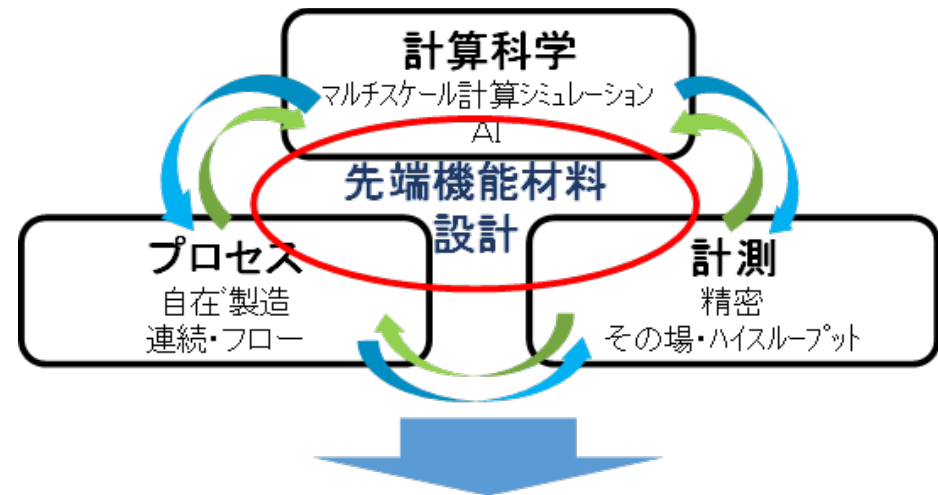 計算科学
マルチスケール計算シミュレーション
AI
先端機能材料
設計
プロセス
自在製造
連続・フロー
計測
精密
その場・ハイスループット